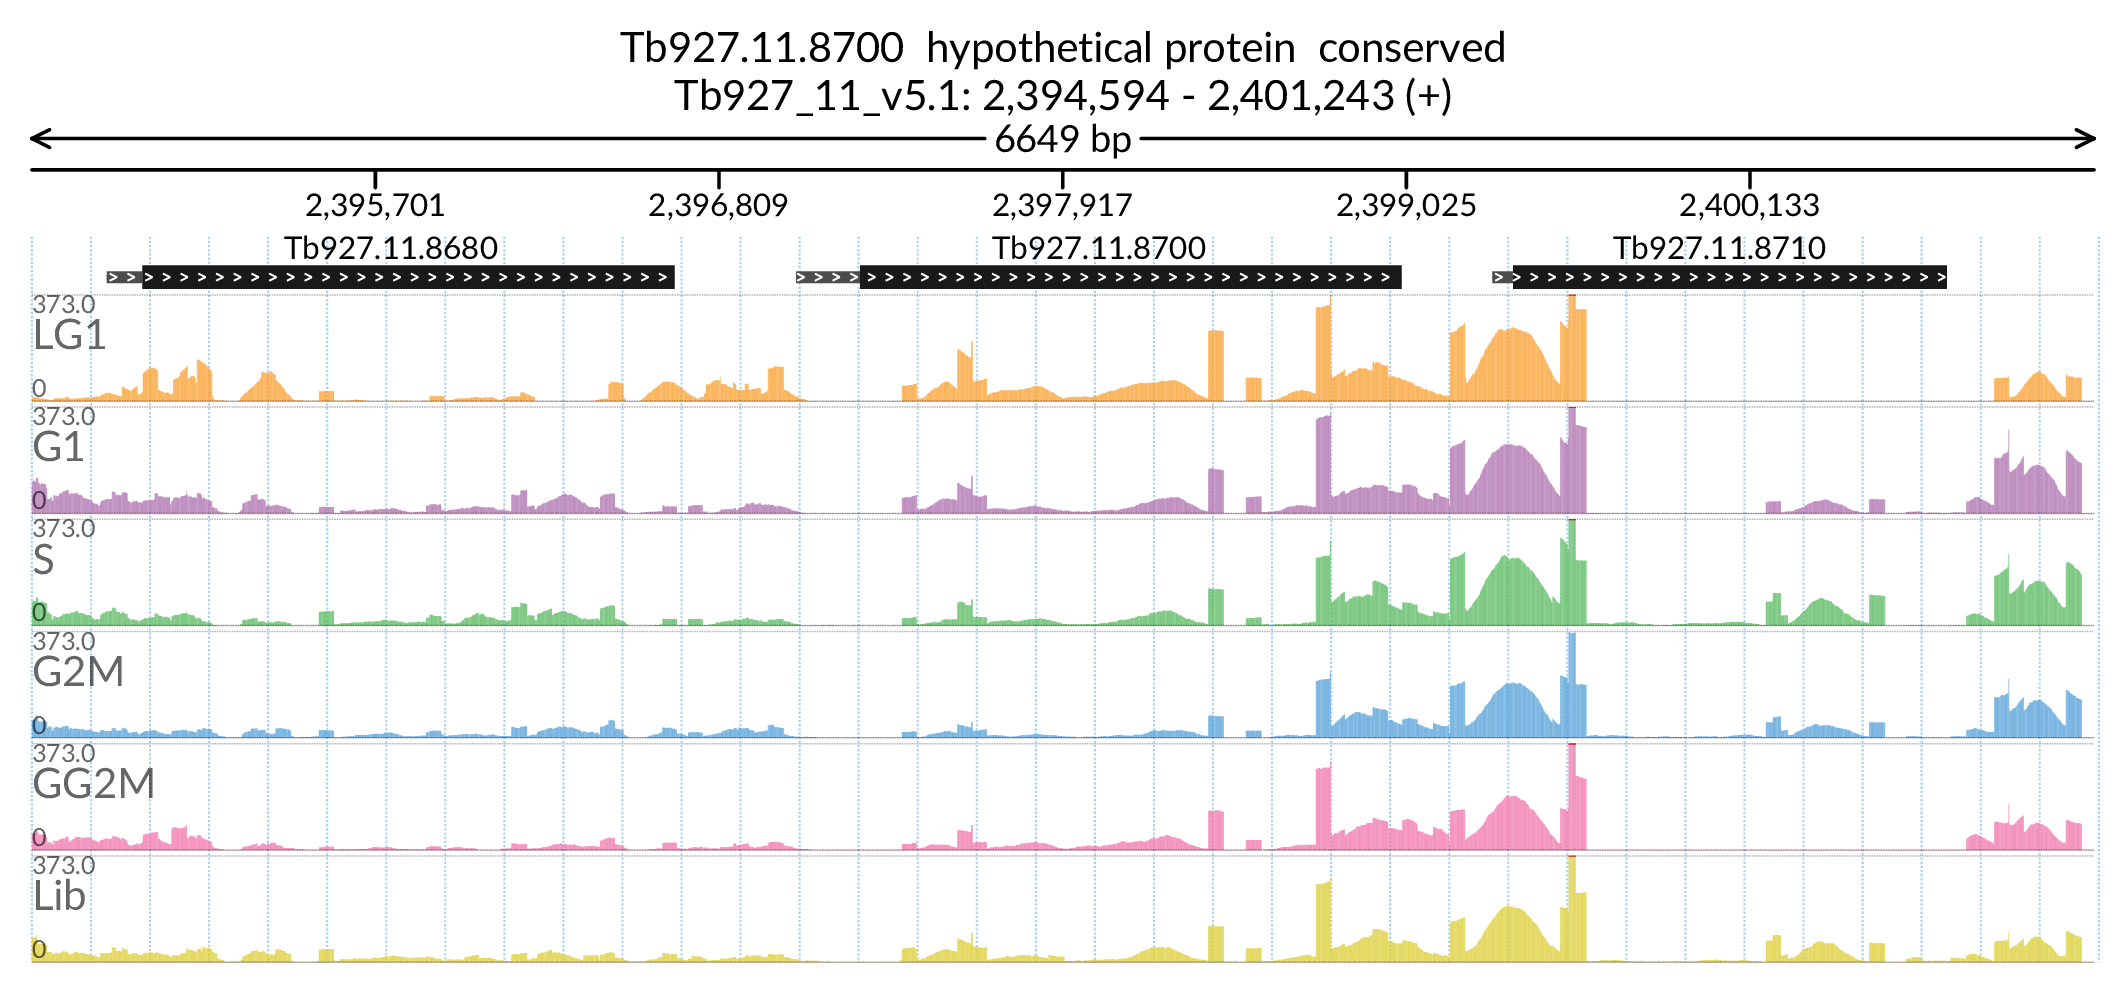 Tb927.11.8700 hypothetical protein conserved
Tb927_11_v5.1: 2,394,594 - 2,401,243 (+)
6649 bp
2,395,701 2,396,809 2,397,917 2,399,025 2,400,133
Tb927.11.8680 Tb927.11.8700 Tb927.11.8710
373.0
LG1
0
373.0
G1
0
373.0
S
0
373.0
G2M
0
373.0
GG2M
0
373.0
Lib
0